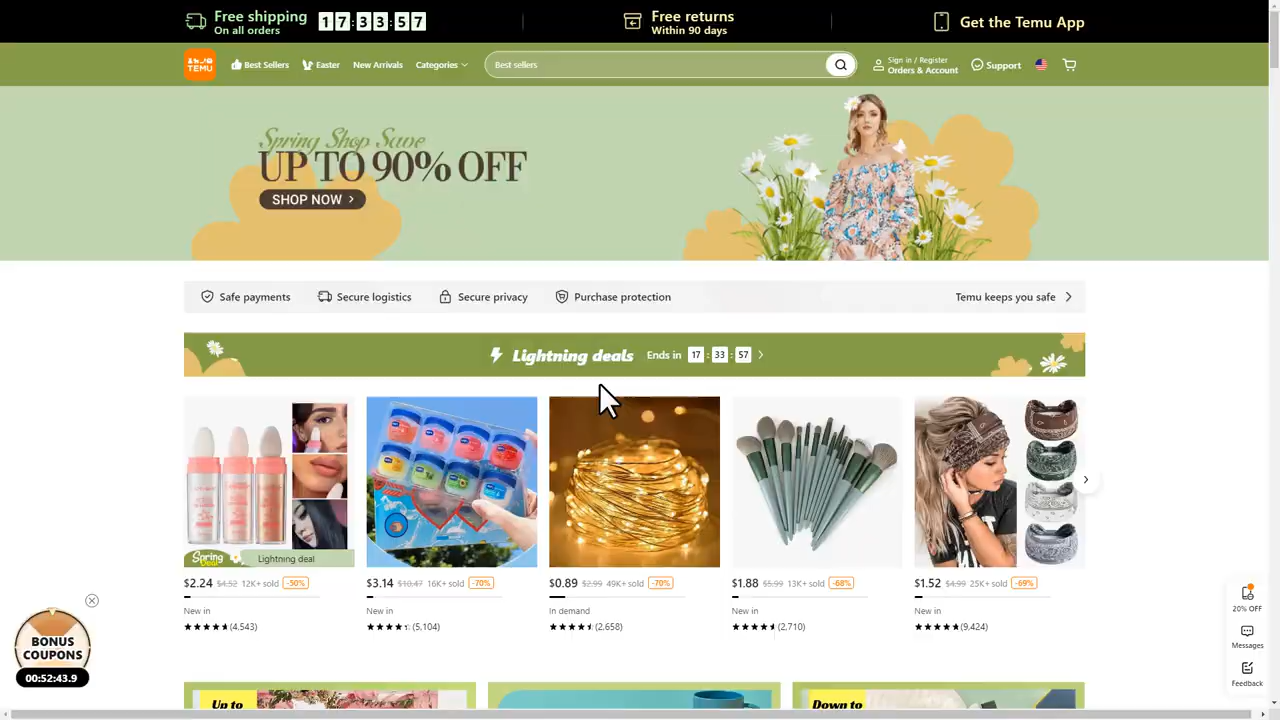 Free shipping
On all orders
17:33:57
Free returns
Within 90 days
Get the Temu App
TEMU
Best Sellers
Easter
New Arrivals
Categories
Best sellers
Sign in / Register
Orders & Account
Support
Spring Shop Save
UP TO 90% OFF
SHOP NOW >
Safe payments
Secure logistics
Secure privacy
Purchase protection
Temu keeps you safe
Lightning deals
Ends in 17 : 33 : 57
Spring
Lightning deal
$2.24 $4.52 12K+ sold -50%
New in
(4,543)
$3.14 $10.47 16K+ sold -70%
New in
(5,104)
$0.89 $2.99 49K+ sold -70%
In demand
(2,658)
$1.88 $5.99 13K+ sold -68%
New in
(2,710)
$1.52 $4.99 25K+ sold -69%
New in
(9,424)
BONUS
COUPONS
00:52:43.9
20% OFF
Messages
Feedback
Up to
Down to